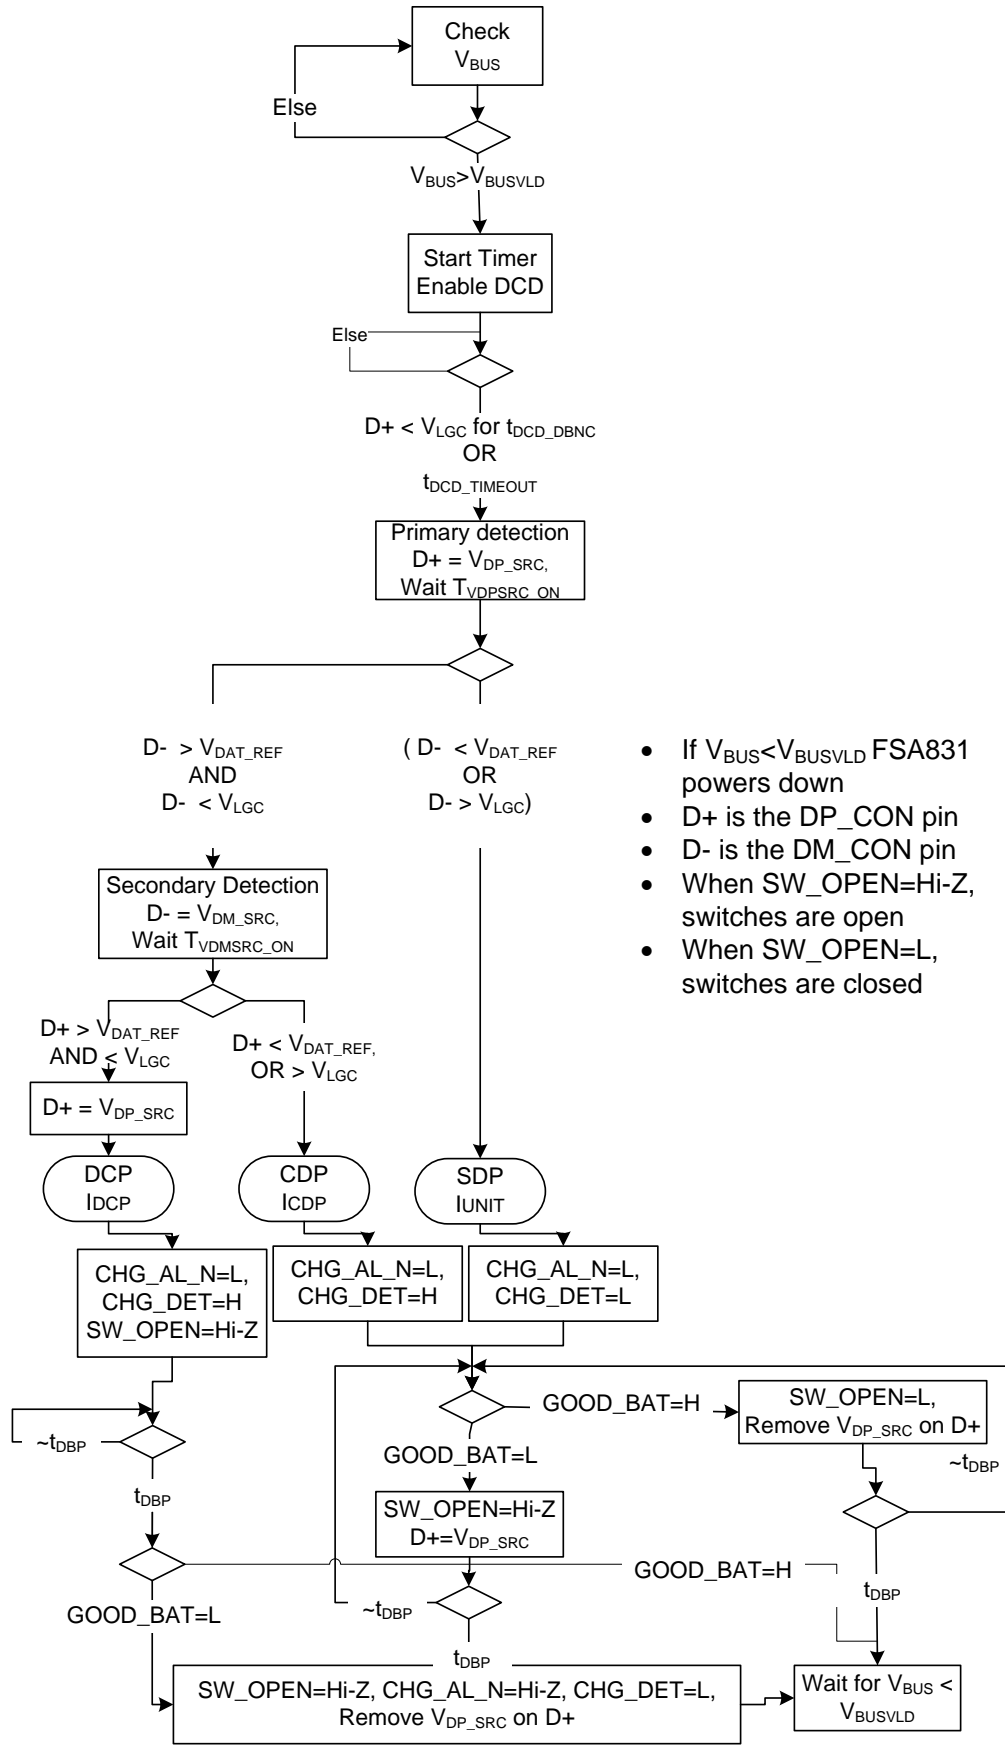 Check
VBUS
Else
VBUS>VBUSVLD
Start Timer
Enable DCD
Else
D+ < VLGC for tDCD_DBNC
OR
tDCD_TIMEOUT
Primary detection
D+ = VDP_SRC,
Wait TVDPSRC_ON
D- > VDAT_REF
AND
D- < VLGC
( D- < VDAT_REF
OR
D- > VLGC)
• If VBUS<VBUSVLD FSA831
powers down
• D+ is the DP_CON pin
• D- is the DM_CON pin
• When SW_OPEN=Hi-Z,
switches are open
• When SW_OPEN=L,
switches are closed
Secondary Detection
D- = VDM_SRC,
Wait TVDMSRC_ON
D+ > VDAT_REF
AND < VLGC
D+ < VDAT_REF,
OR > VLGC
D+ = VDP_SRC
DCP
IDCP
CDP
ICDP
SDP
IUNIT
CHG_AL_N=L,
CHG_DET=H
SW_OPEN=Hi-Z
CHG_AL_N=L,
CHG_DET=H
CHG_AL_N=L,
CHG_DET=L
GOOD_BAT=H
SW_OPEN=L,
Remove VDP_SRC on D+
~tDBP
GOOD_BAT=L
~tDBP
tDBP
SW_OPEN=Hi-Z
D+=VDP_SRC
GOOD_BAT=H
tDBP
GOOD_BAT=L
~tDBP
tDBP
SW_OPEN=Hi-Z, CHG_AL_N=Hi-Z, CHG_DET=L,
Remove VDP_SRC on D+
Wait for VBUS <
VBUSVLD